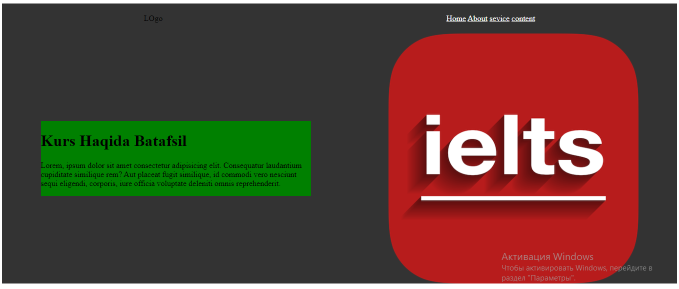 LOgo
Home About sevice content
ielts
Kurs Haqida Batafsil
Lorem, ipsum dolor sit amet consectetur adipisicing elit. Consequatur laudantium
cupiditate similique rem? Aut placeat fugit similique, id commodi vero nesciunt
sequi eligendi, corporis, iure officia voluptate deleniti omnis reprehenderit.
Активация Windows
Чтобы активировать Windows, перейдите в
раздел "Параметры".